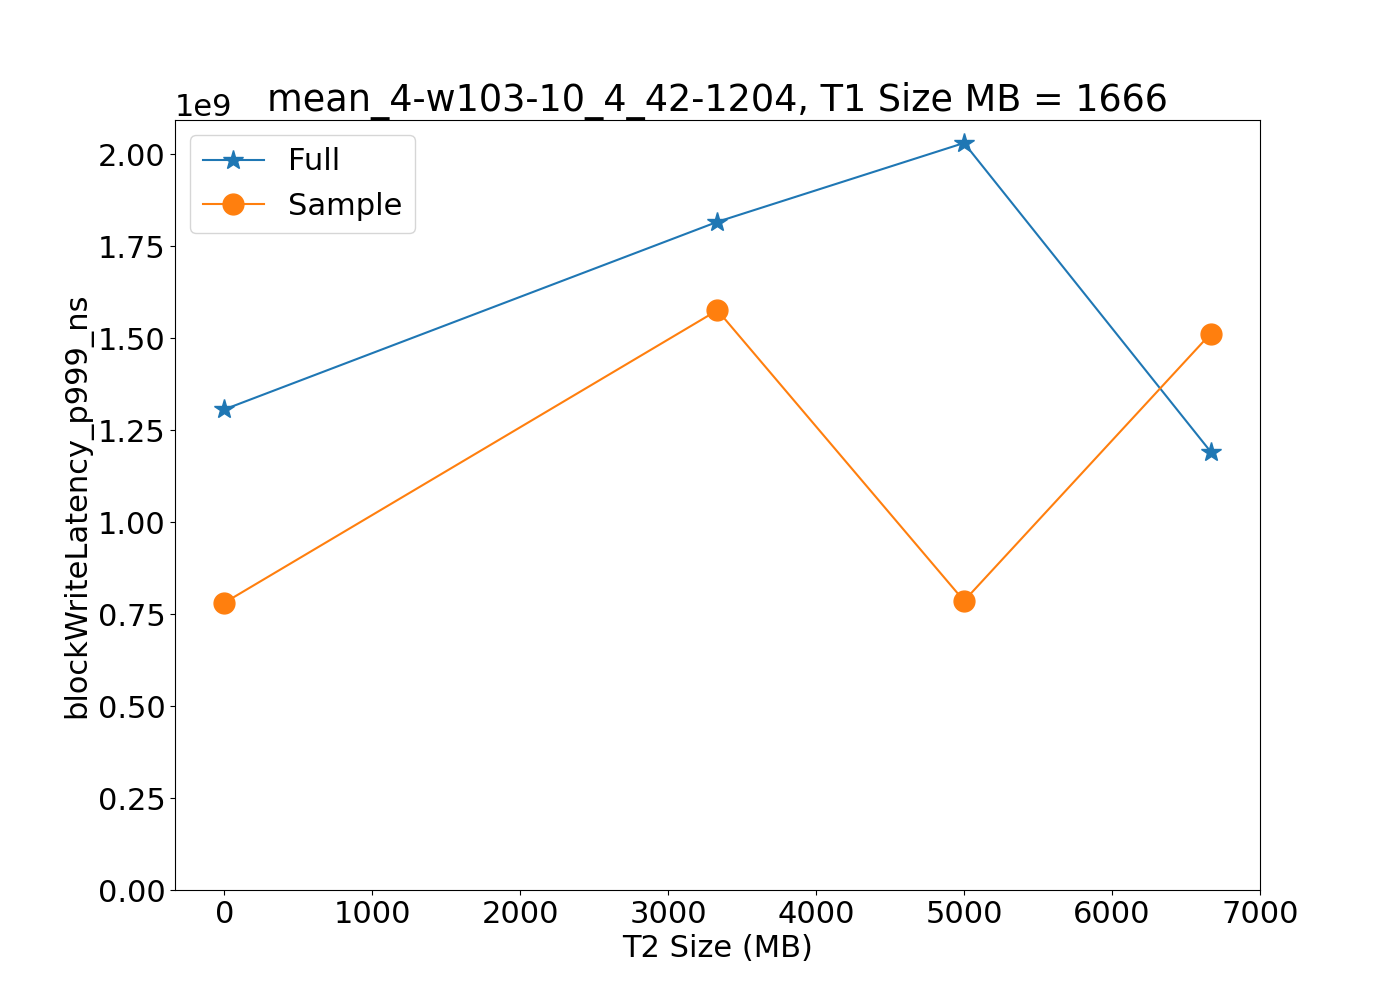 1e9
mean_4-w103-10_4_42-1204, T1 Size MB = 1666
Full
Sample
2.00
1.75
1.50
1.25
1.00
0.75
0.50
0.25
0.00
blockWriteLatency_p999_ns
0 1000 2000 3000 4000 5000 6000 7000
T2 Size (MB)